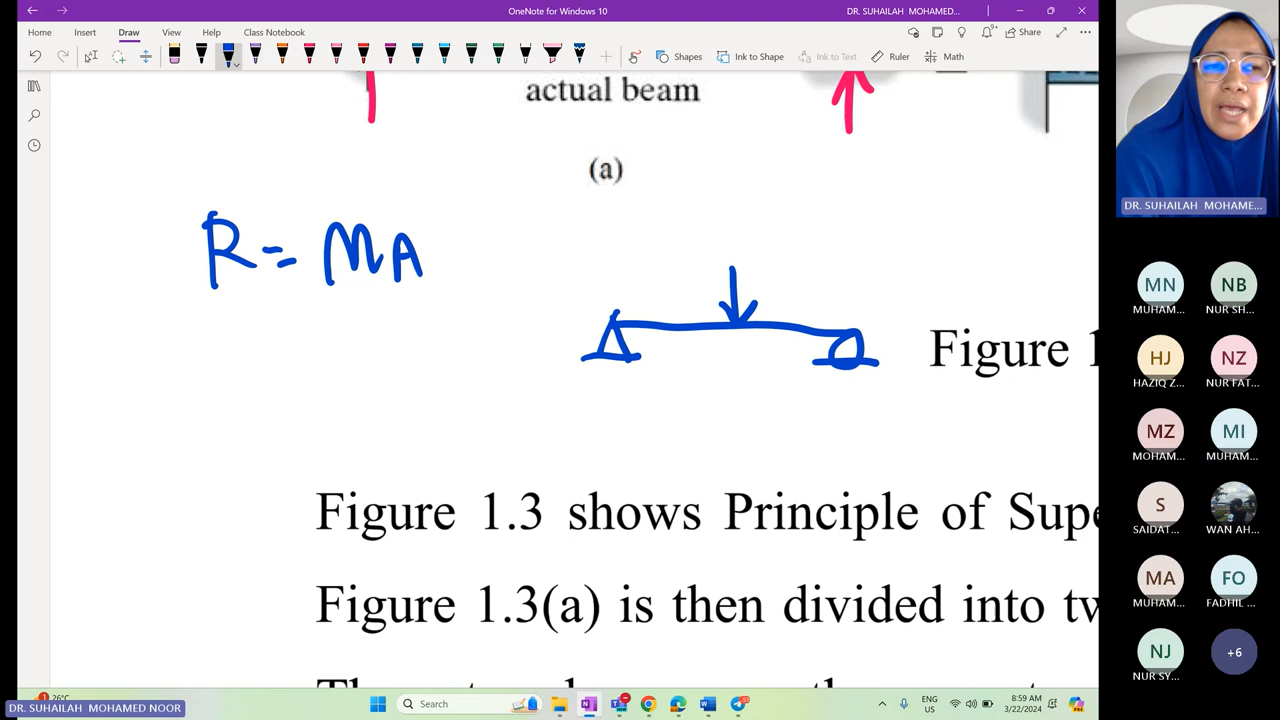 OneNote for Windows 10
DR. SUHAILAH MOHAMED...
Home Insert Draw View Help Class Notebook
Share
Shapes Ink to Shape Ink to Text Ruler Math
actual beam
(a)
R = MA
Figure 1
Figure 1.3 shows Principle of Supe
Figure 1.3(a) is then divided into tw
DR. SUHAILAH MOHAME...
MN NB
MUHAM... NUR SH...
HJ NZ
HAZIQ Z... NUR FAT...
MZ MI
MOHAM... MUHAM...
S
SAIDAT... WAN AH...
MA FO
MUHAM... FADHIL ...
NJ +6
NUR SY...
26°C
Search
ENG
US
8:59 AM
3/22/2024
DR. SUHAILAH MOHAMED NOOR